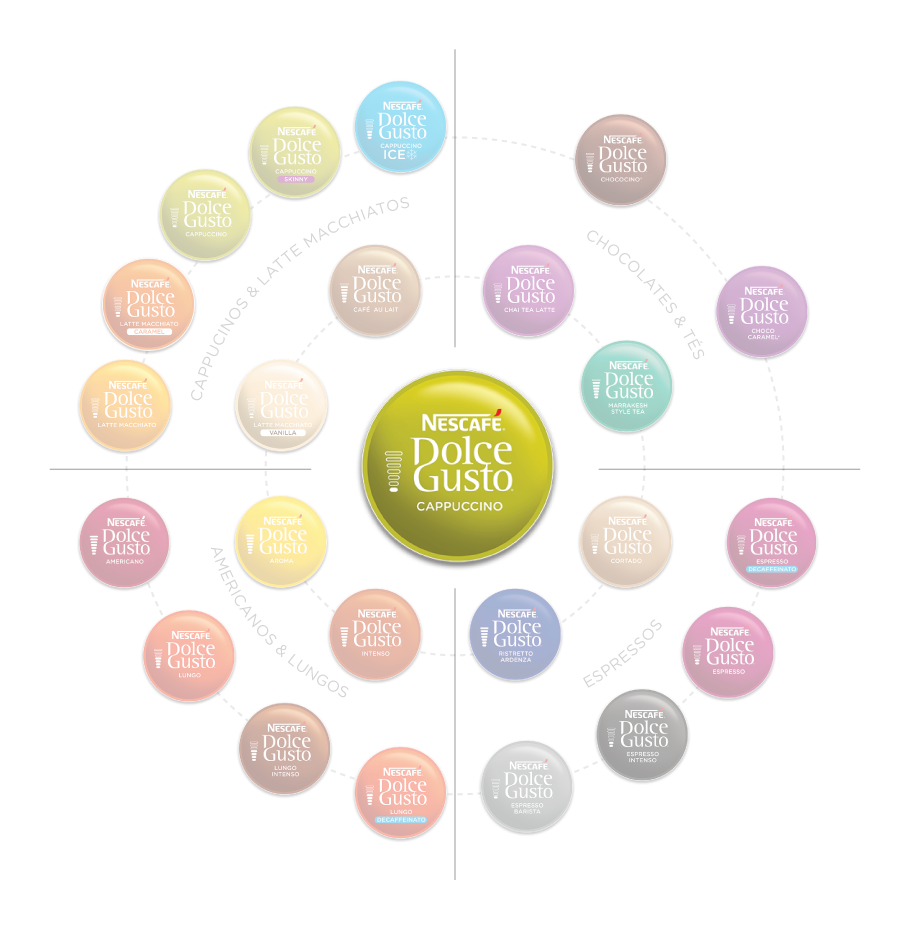 NESCAFÉ
Dolce
Gusto
CAPPUCCINO
ICE
NESCAFÉ
Dolce
Gusto
CAPPUCCINO
SKINNY
NESCAFÉ
Dolce
Gusto
CAPPUCCINO
NESCAFÉ
Dolce
Gusto
LATTE MACCHIATO
CARAMEL
NESCAFÉ
Dolce
Gusto
LATTE MACCHIATO
CAPPUCINOS & LATTE MACCHIATOS
NESCAFÉ
Dolce
Gusto
CAFÉ AU LAIT
NESCAFÉ
Dolce
Gusto
LATTE MACCHIATO
VANILLA
NESCAFÉ
Dolce
Gusto
CHOCOCINO
NESCAFÉ
Dolce
Gusto
CHOCO
CARAMEL
CHOCOLATES & TÉS
NESCAFÉ
Dolce
Gusto
CHAI TEA LATTE
NESCAFÉ
Dolce
Gusto
MARRAKESH
STYLE TEA
NESCAFÉ
Dolce
Gusto
CAPPUCCINO
NESCAFÉ
Dolce
Gusto
AMERICANO
NESCAFÉ
Dolce
Gusto
AROMA
AMERICANOS & LUNGOS
NESCAFÉ
Dolce
Gusto
INTENSO
NESCAFÉ
Dolce
Gusto
LUNGO
NESCAFÉ
Dolce
Gusto
LUNGO
INTENSO
NESCAFÉ
Dolce
Gusto
LUNGO
DECAFFEINATO
NESCAFÉ
Dolce
Gusto
CORTADO
NESCAFÉ
Dolce
Gusto
ESPRESSO
DECAFFEINATO
NESCAFÉ
Dolce
Gusto
RISTRETTO
ARDENZA
ESPRESSOS
NESCAFÉ
Dolce
Gusto
ESPRESSO
NESCAFÉ
Dolce
Gusto
ESPRESSO
INTENSO
NESCAFÉ
Dolce
Gusto
ESPRESSO
BARISTA